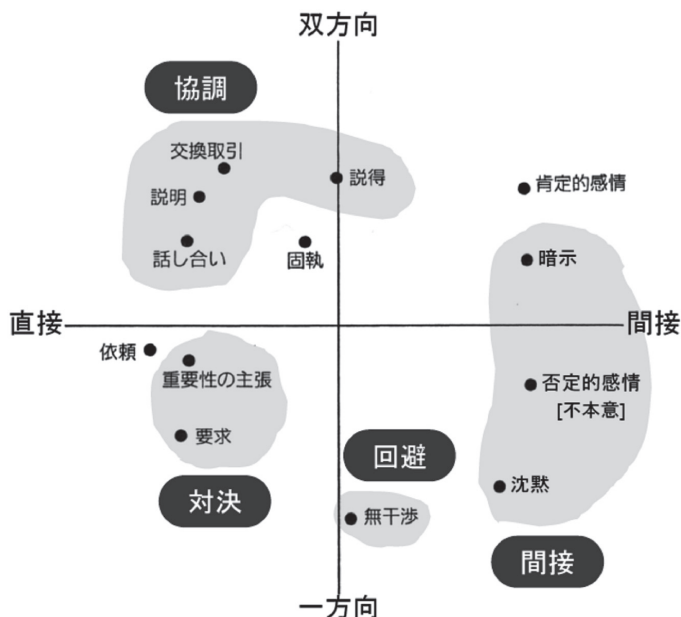 双方向
協調
交換取引
説得
肯定的感情
説明
話し合い
固執
暗示
直接
間接
依頼
重要性の主張
否定的感情
[不本意]
要求
回避
対決
沈黙
無干渉
間接
一方向